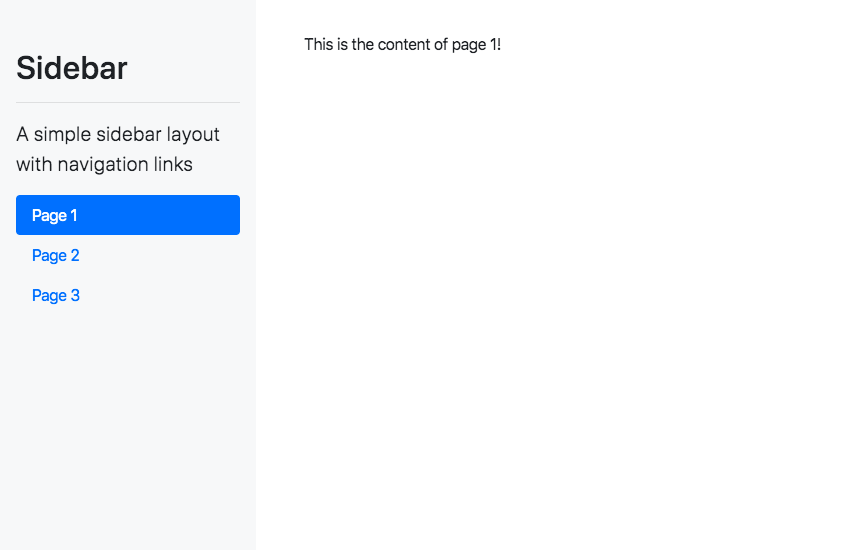 Sidebar
A simple sidebar layout
with navigation links
Page 1
Page 2
Page 3
This is the content of page 1!